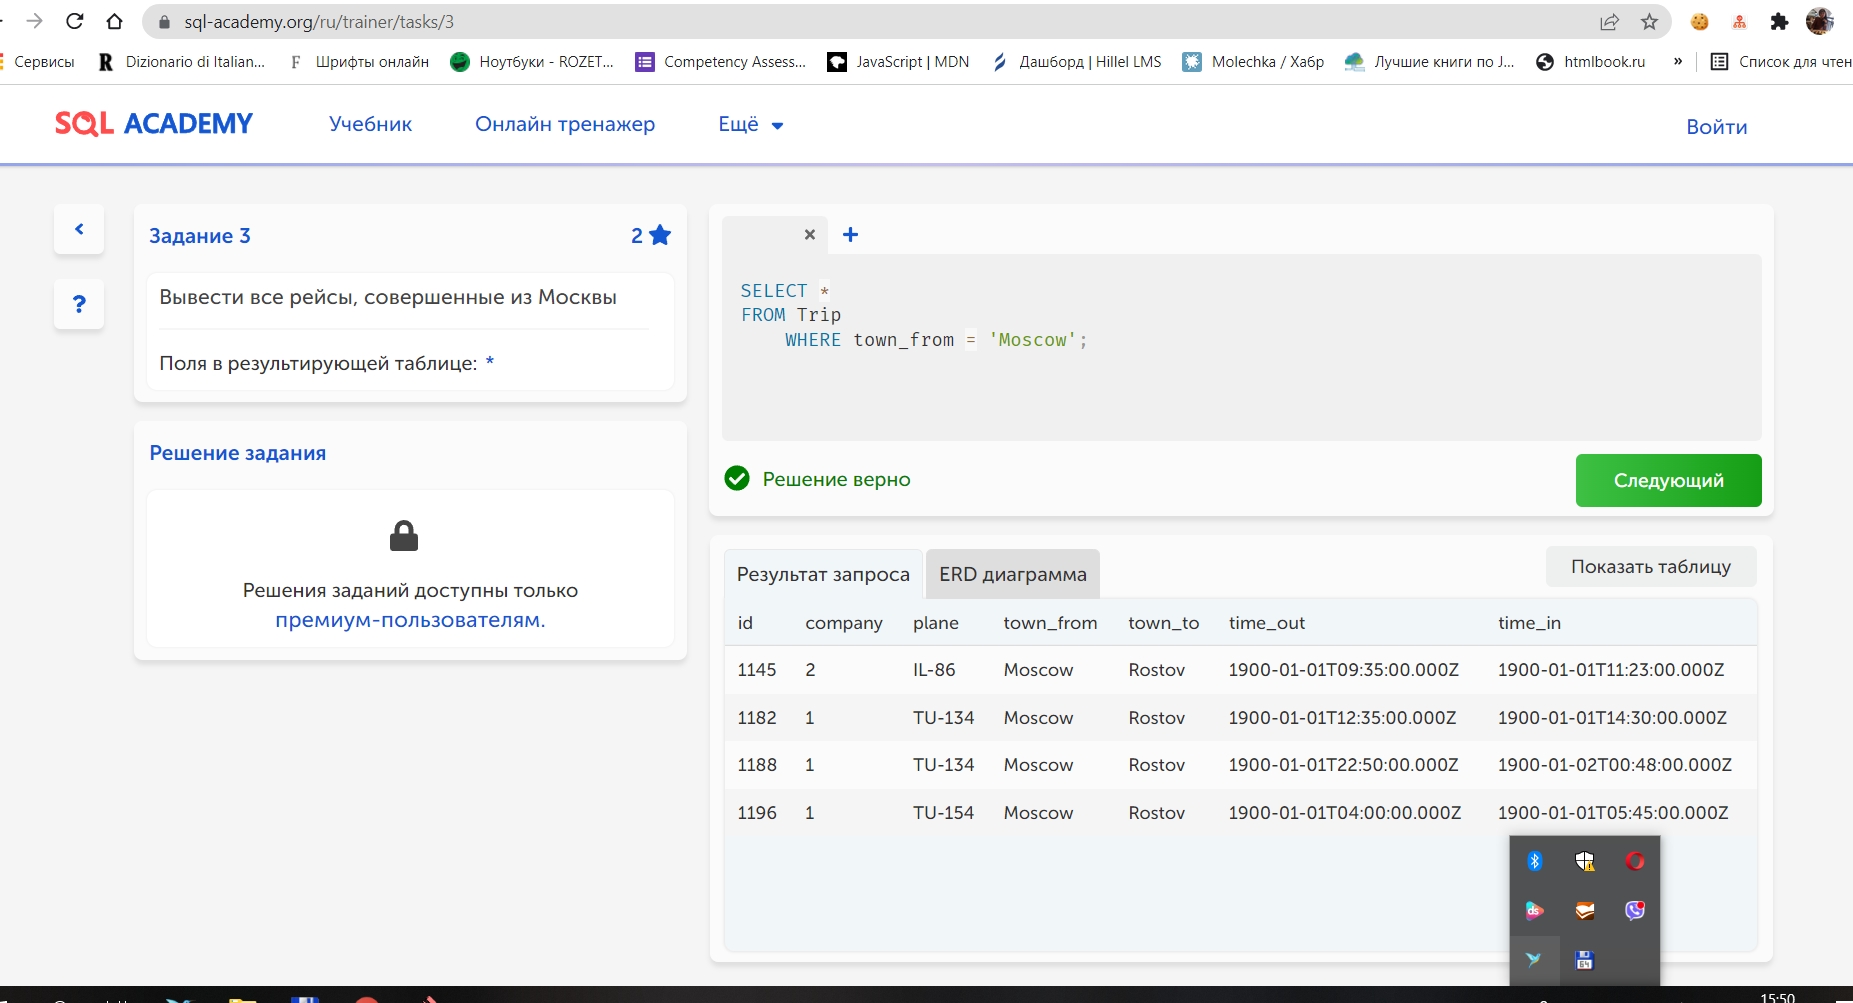 sql-academy.org/ru/trainer/tasks/3
Сервисы
R Dizionario di Italian...
F Шрифты онлайн
Ноутбуки - ROZET...
Competency Assess...
JavaScript | MDN
Дашборд | Hillel LMS
Molechka / Хабр
Лучшие книги по J...
htmlbook.ru
»
Список для чтен
SQL ACADEMY
Учебник
Онлайн тренажер
Ещё
Войти
Задание 3
2
?
Вывести все рейсы, совершенные из Москвы
Поля в результирующей таблице: *
Решение задания
Решения заданий доступны только
премиум-пользователям.
× +
SELECT *
FROM Trip
WHERE town_from = 'Moscow';
Решение верно
Следующий
Результат запроса
ERD диаграмма
Показать таблицу
id company plane town_from town_to time_out time_in
1145 2 IL-86 Moscow Rostov 1900-01-01T09:35:00.000Z 1900-01-01T11:23:00.000Z
1182 1 TU-134 Moscow Rostov 1900-01-01T12:35:00.000Z 1900-01-01T14:30:00.000Z
1188 1 TU-134 Moscow Rostov 1900-01-01T22:50:00.000Z 1900-01-02T00:48:00.000Z
1196 1 TU-154 Moscow Rostov 1900-01-01T04:00:00.000Z 1900-01-01T05:45:00.000Z
ds
64
15:50